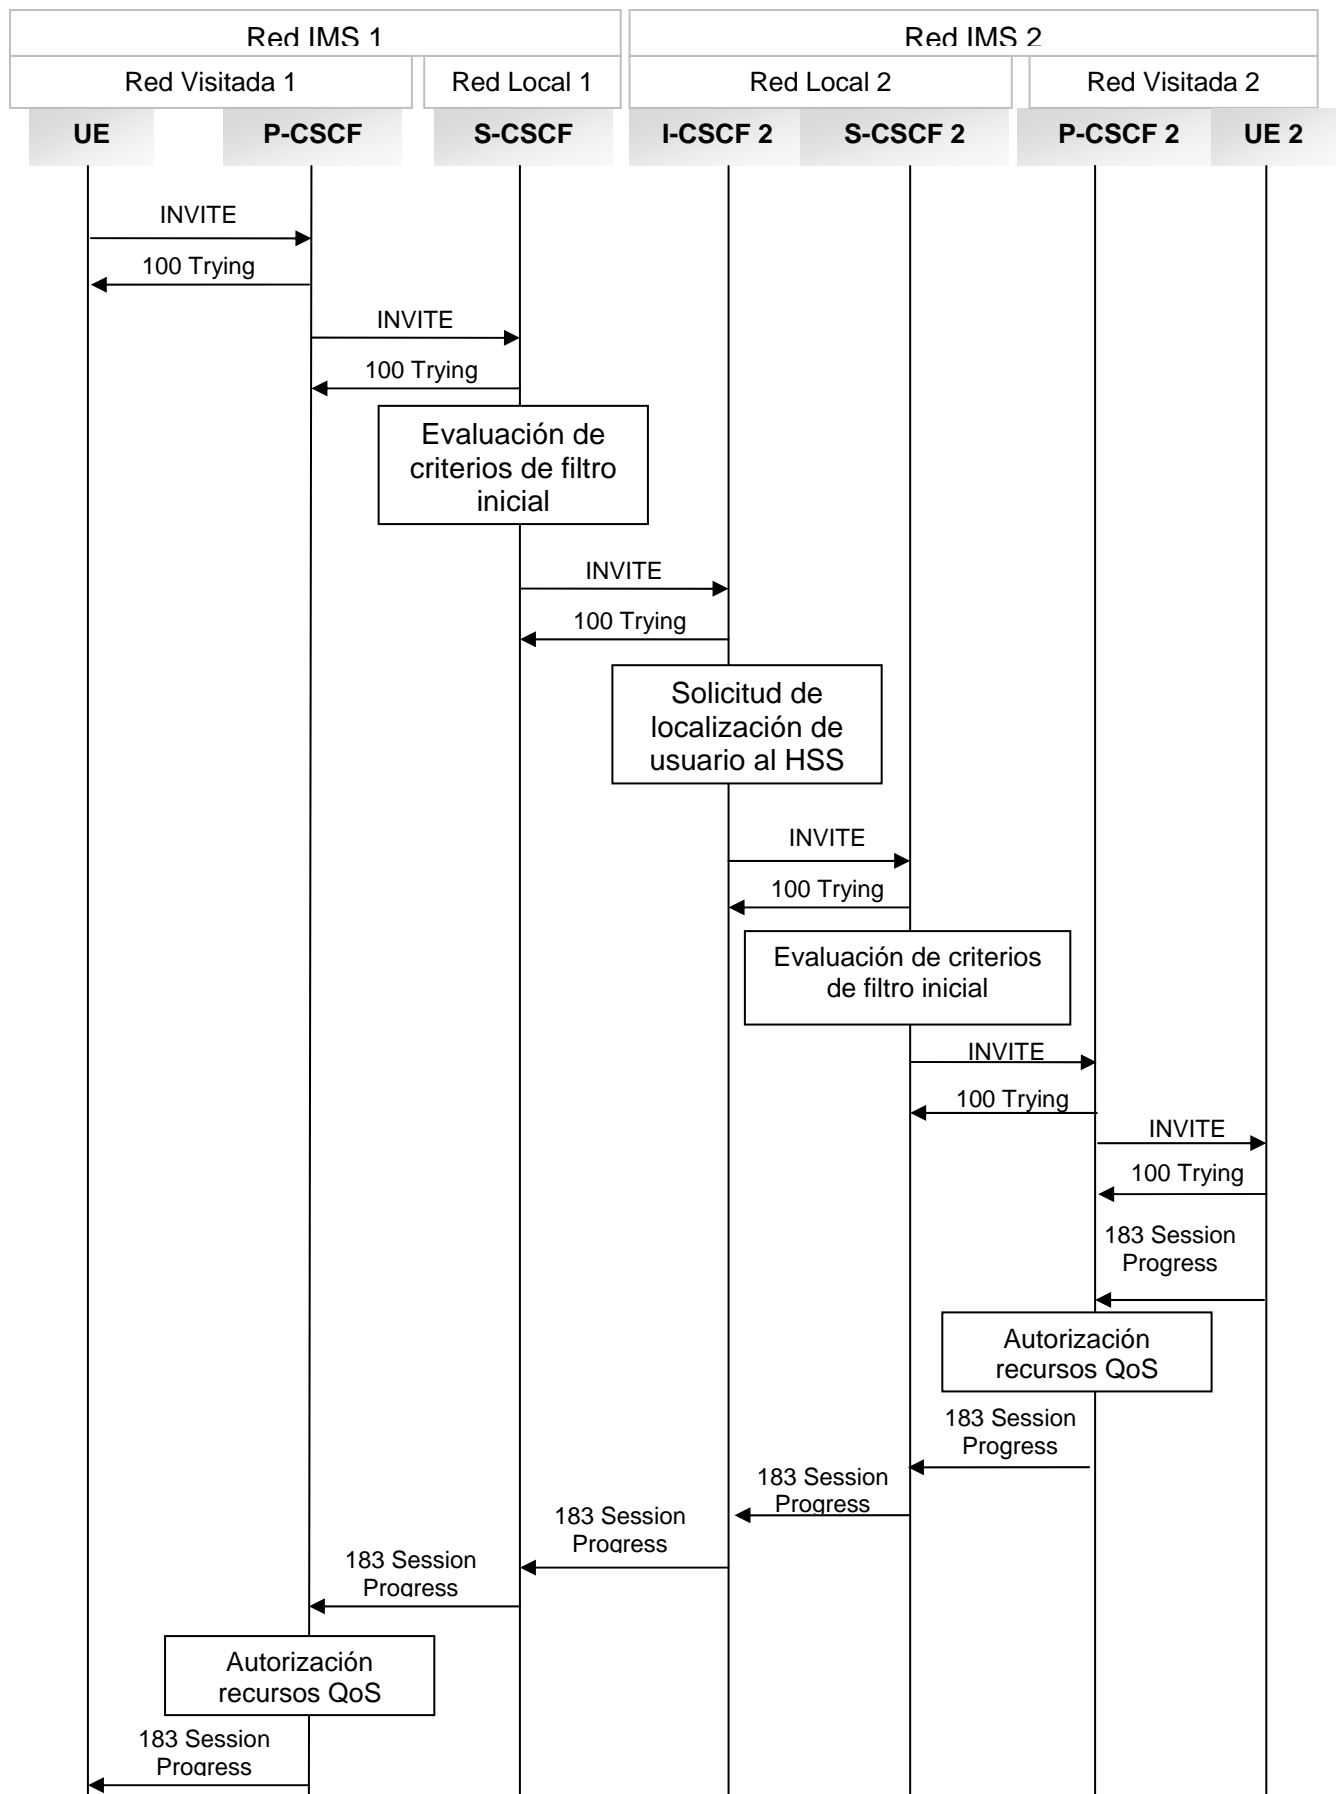 Red IMS 1
Red IMS 2
Red Visitada 1
Red Local 1
Red Local 2
Red Visitada 2
UE
P-CSCF
S-CSCF
I-CSCF 2
S-CSCF 2
P-CSCF 2
UE 2
INVITE
100 Trying
INVITE
100 Trying
Evaluación de
criterios de filtro
inicial
INVITE
100 Trying
Solicitud de
localización de
usuario al HSS
INVITE
100 Trying
Evaluación de criterios
de filtro inicial
INVITE
100 Trying
INVITE
100 Trying
183 Session
Progress
Autorización
recursos QoS
183 Session
Progress
183 Session
Progress
183 Session
Progress
183 Session
Progress
Autorización
recursos QoS
183 Session
Progress